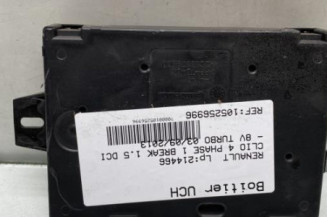 Boitier UCH
RENAULT Lp:214466
CLIO 4 PHASE 1 BREAK 1.5 DCI
- 8V TURBO 03/09/2013
REF:1052556996